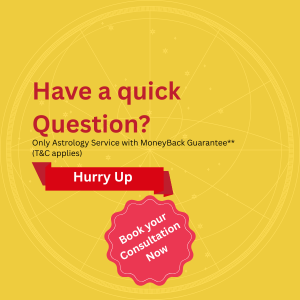 Have a quick
Question?
Only Astrology Service with MoneyBack Guarantee**
(T&C applies)
Hurry Up
Book your
Consultation
Now